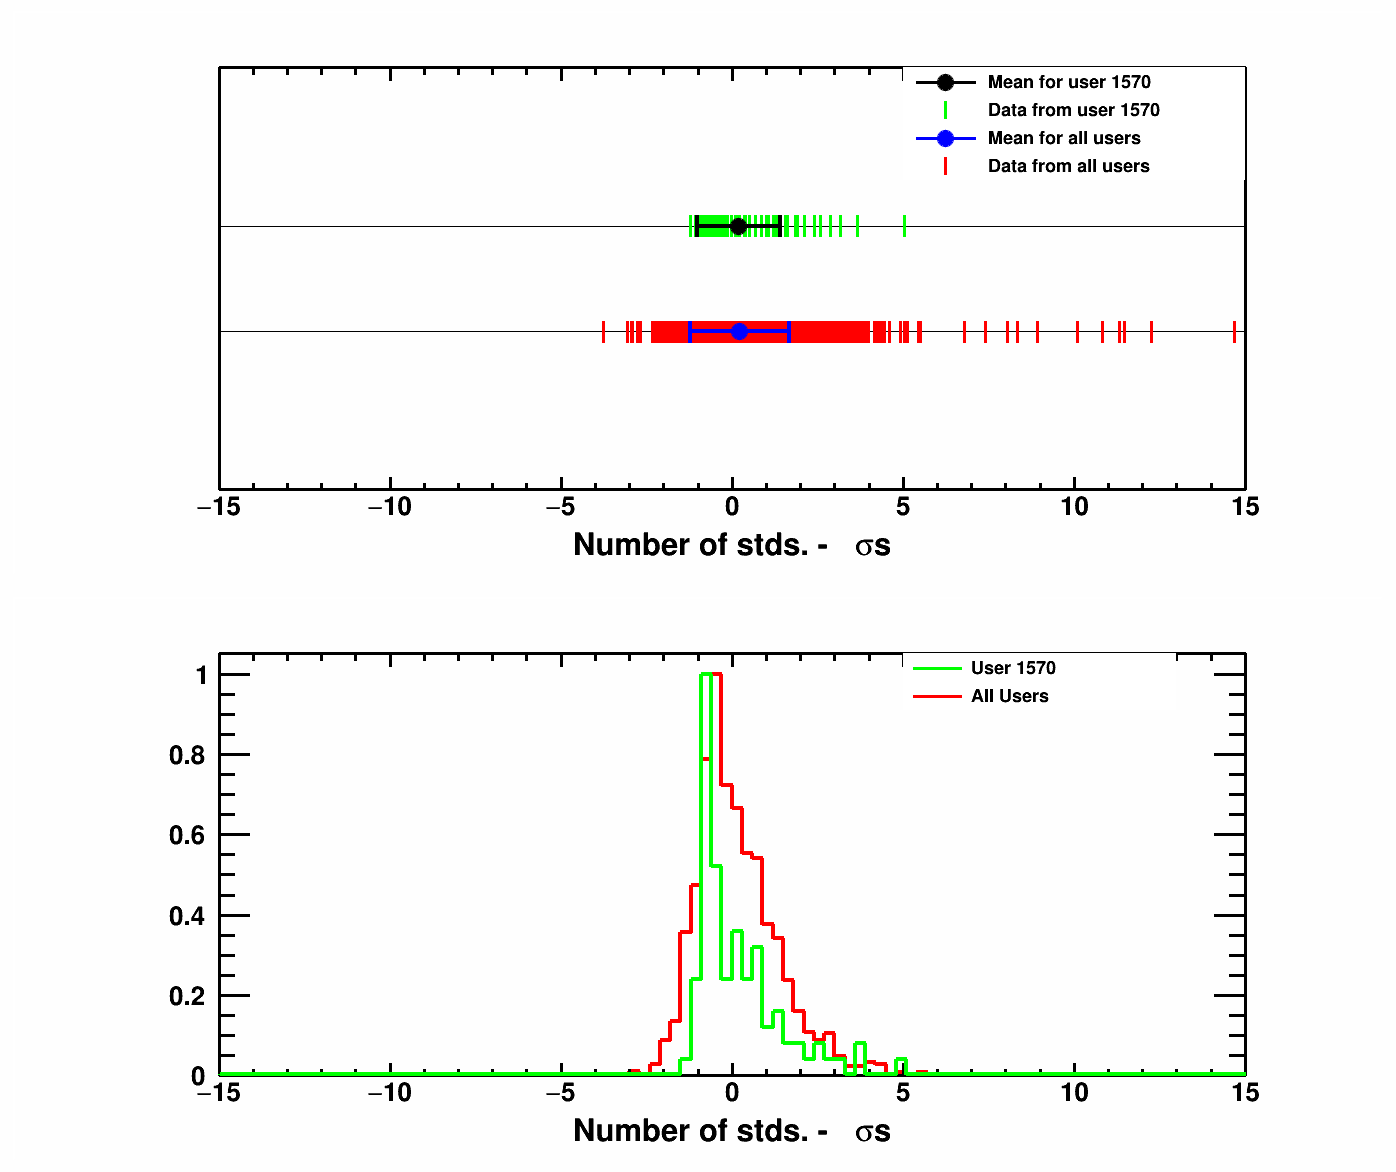 Mean for user 1570
Data from user 1570
Mean for all users
Data from all users
−15 −10 −5 0 5 10 15
Number of stds. - σs
User 1570
All Users
1
0.8
0.6
0.4
0.2
0
−15 −10 −5 0 5 10 15
Number of stds. - σs